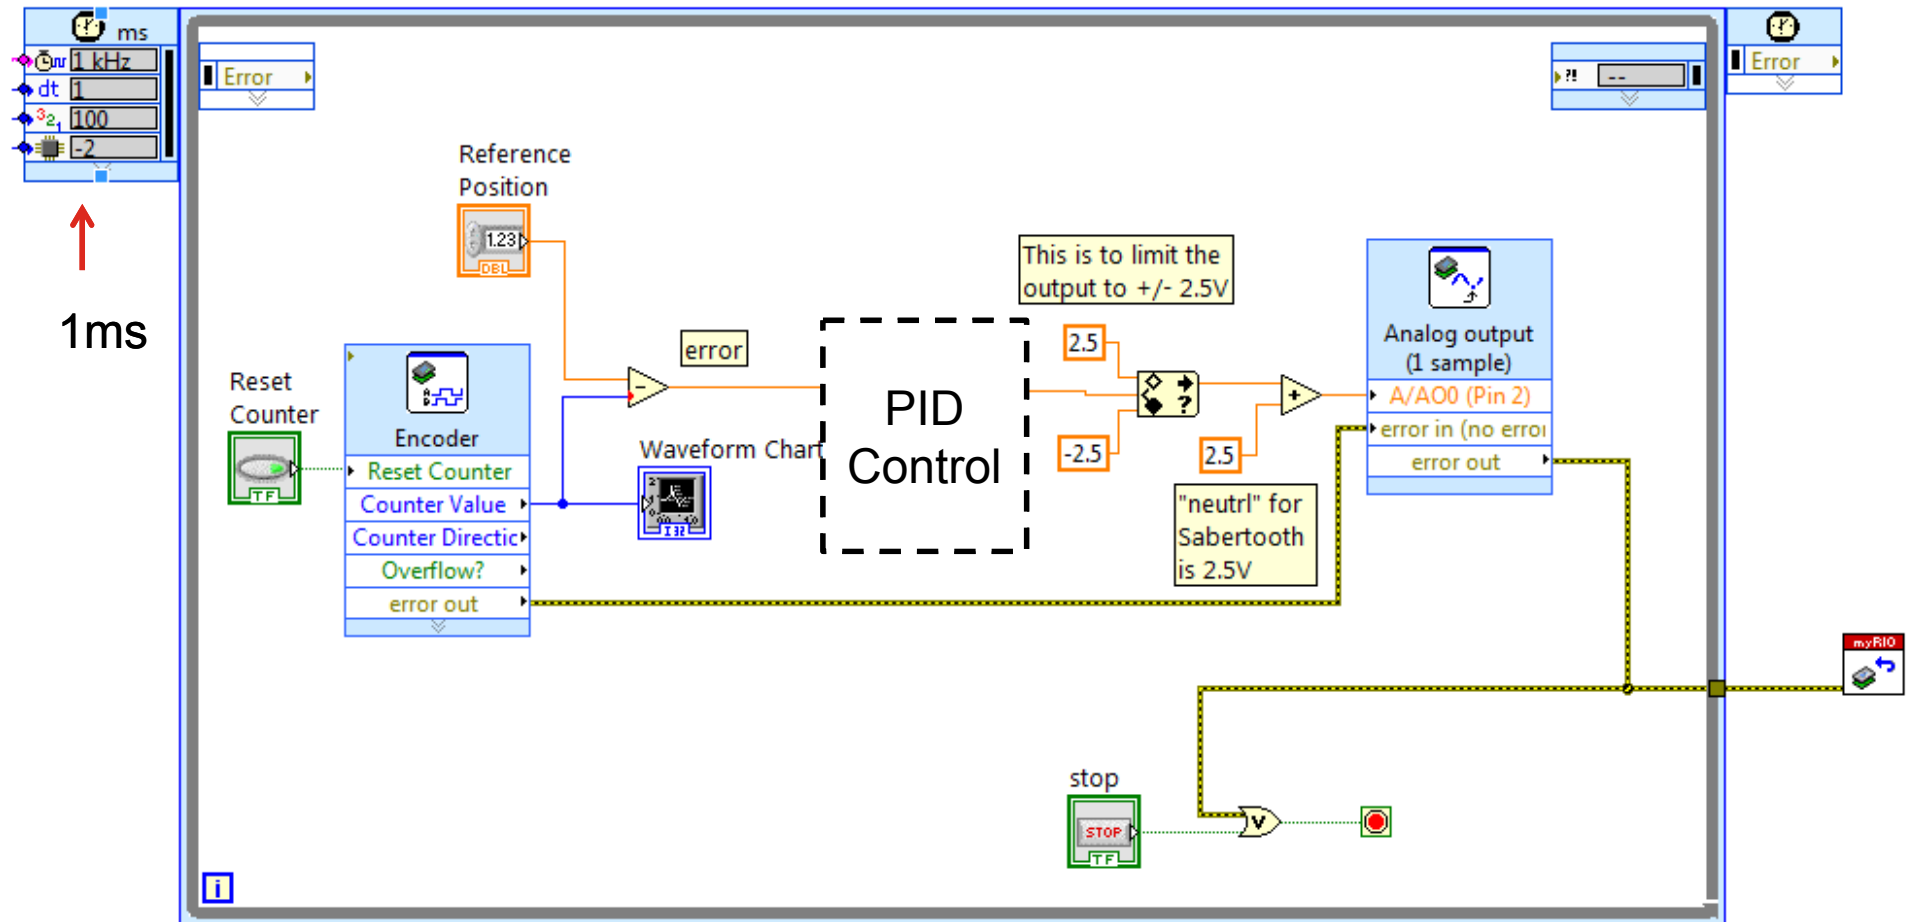 ms
1 kHz
dt 1
321 100
-2
1ms
Error
?! --
Error
Reference
Position
1.23
DBL
This is to limit the
output to +/- 2.5V
error
2.5
-2.5
2.5
PID
Control
Analog output
(1 sample)
A/AO0 (Pin 2)
error in (no error
error out
Reset
Counter
TF
Encoder
Reset Counter
Counter Value
Counter Directic
Overflow?
error out
Waveform Chart
I32
"neutrl" for
Sabertooth
is 2.5V
myRIO
stop
STOP
TF
V
i